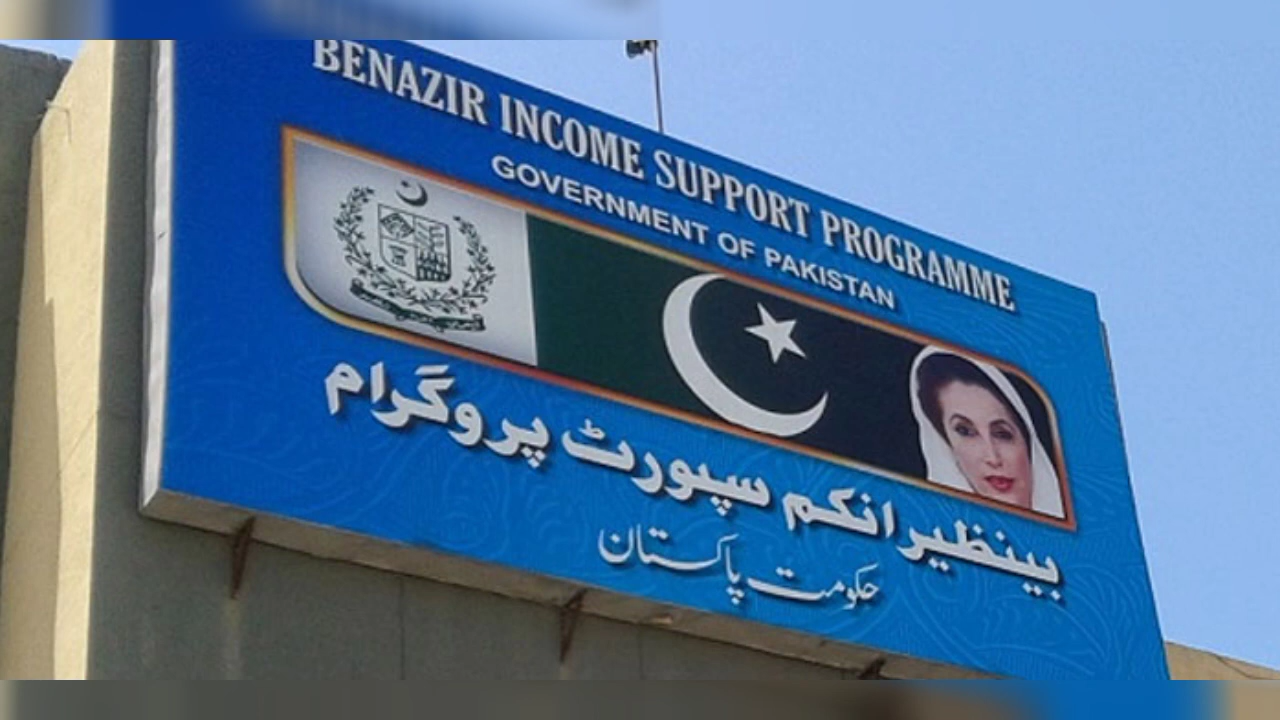 BENAZIR INCOME SUPPORT PROGRAMME
GOVERNMENT OF PAKISTAN
بینظیر انکم سپورٹ پروگرام
حکومت پاکستان